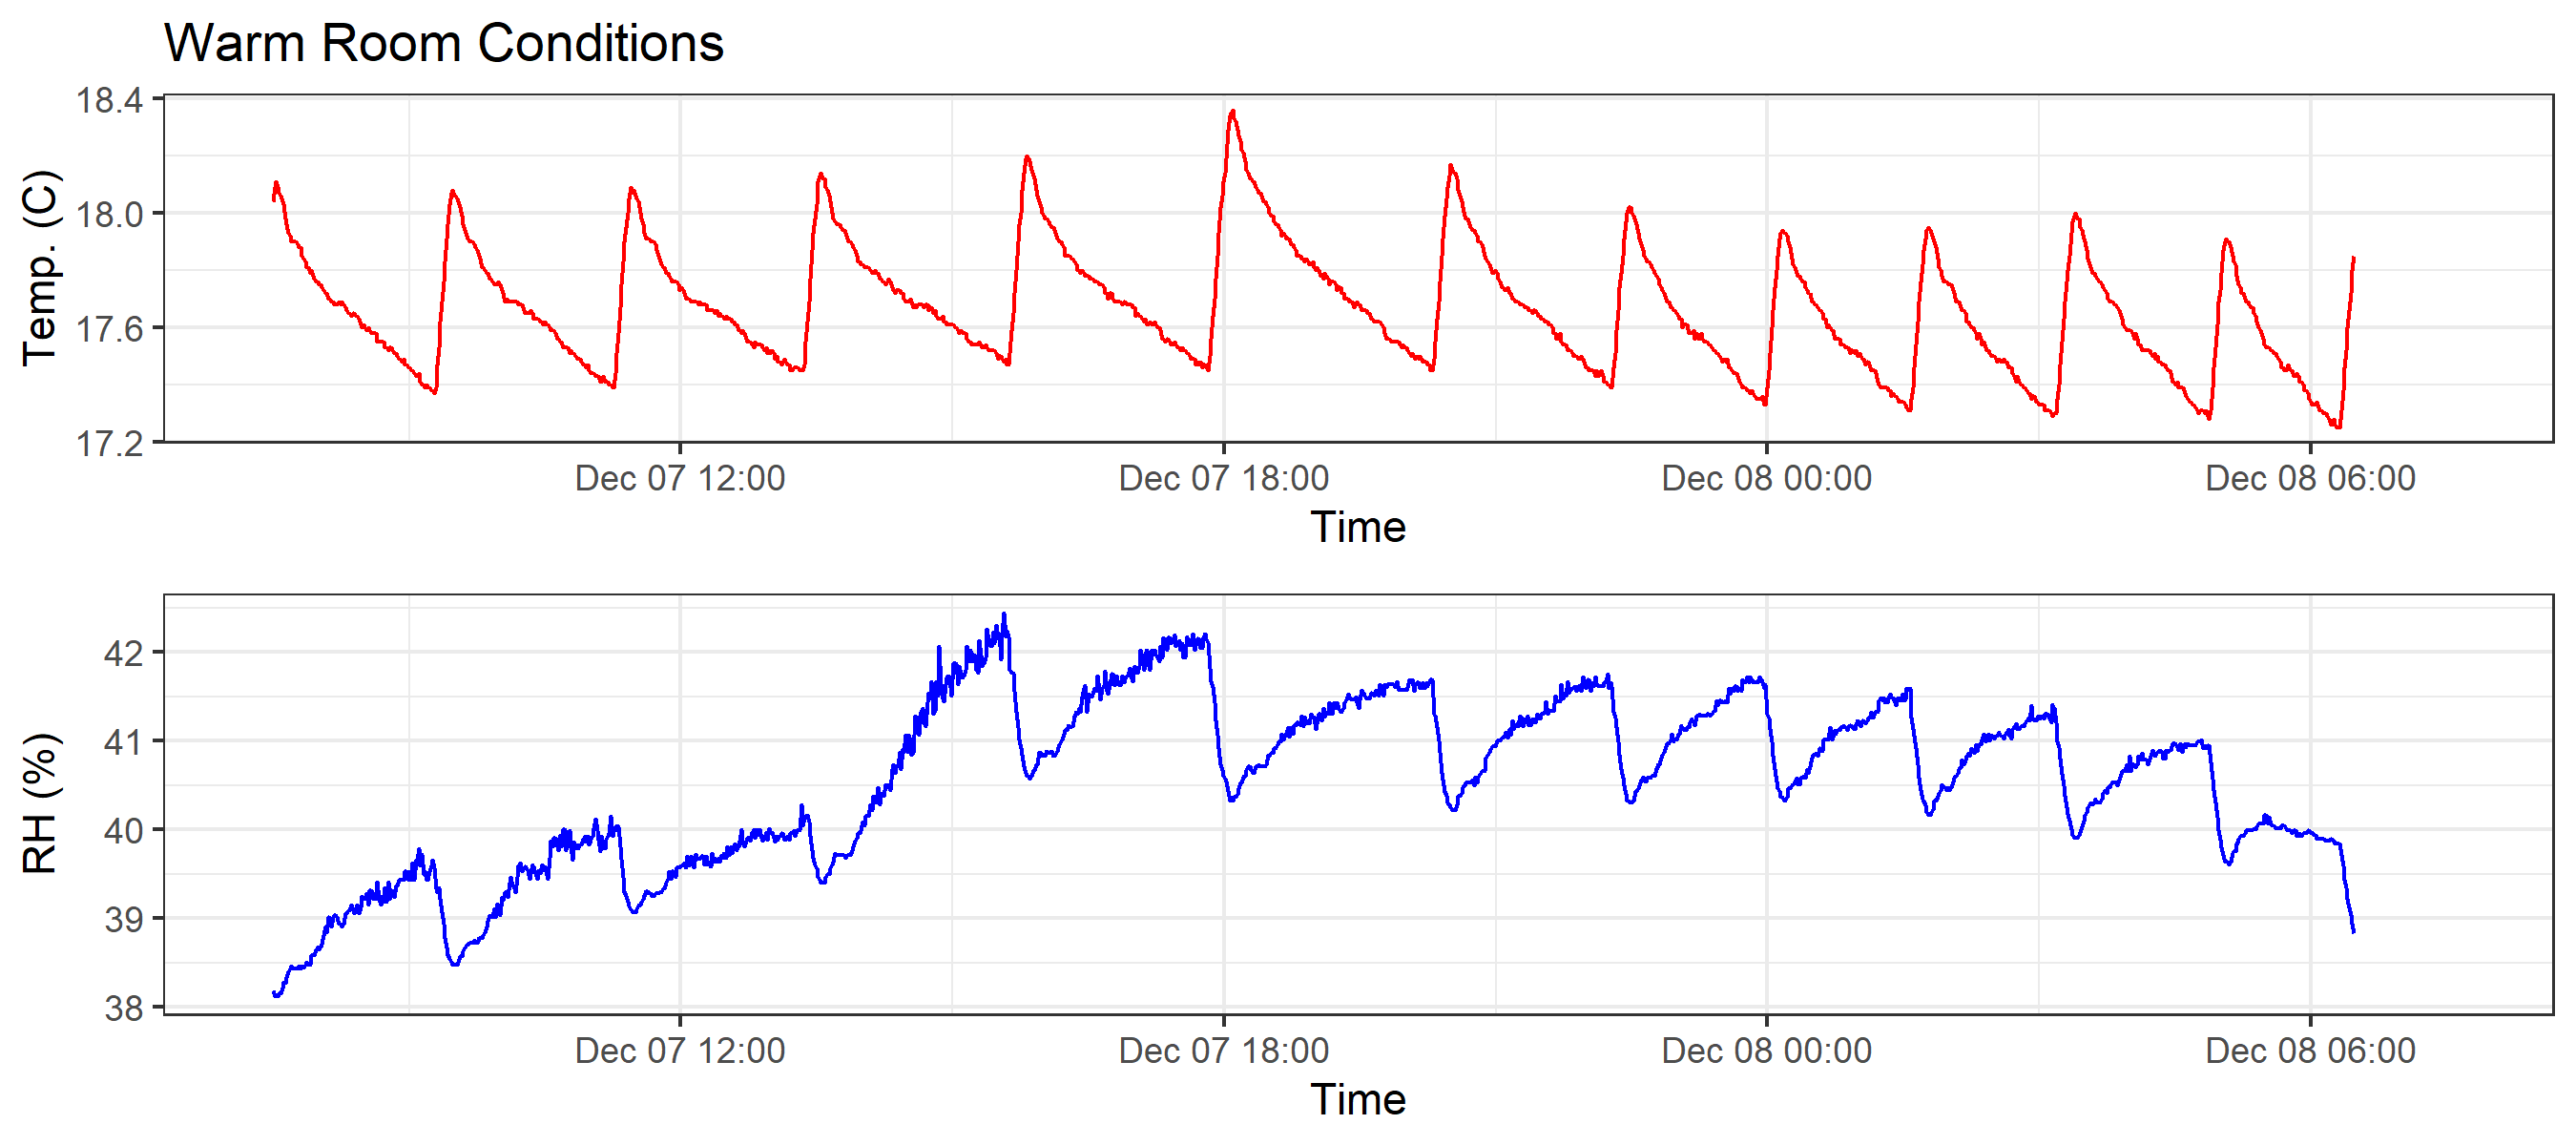 Warm Room Conditions
Temp. (C)
18.4
18.0
17.6
17.2
Dec 07 12:00 Dec 07 18:00 Dec 08 00:00 Dec 08 06:00
Time
RH (%)
42
41
40
39
38
Dec 07 12:00 Dec 07 18:00 Dec 08 00:00 Dec 08 06:00
Time